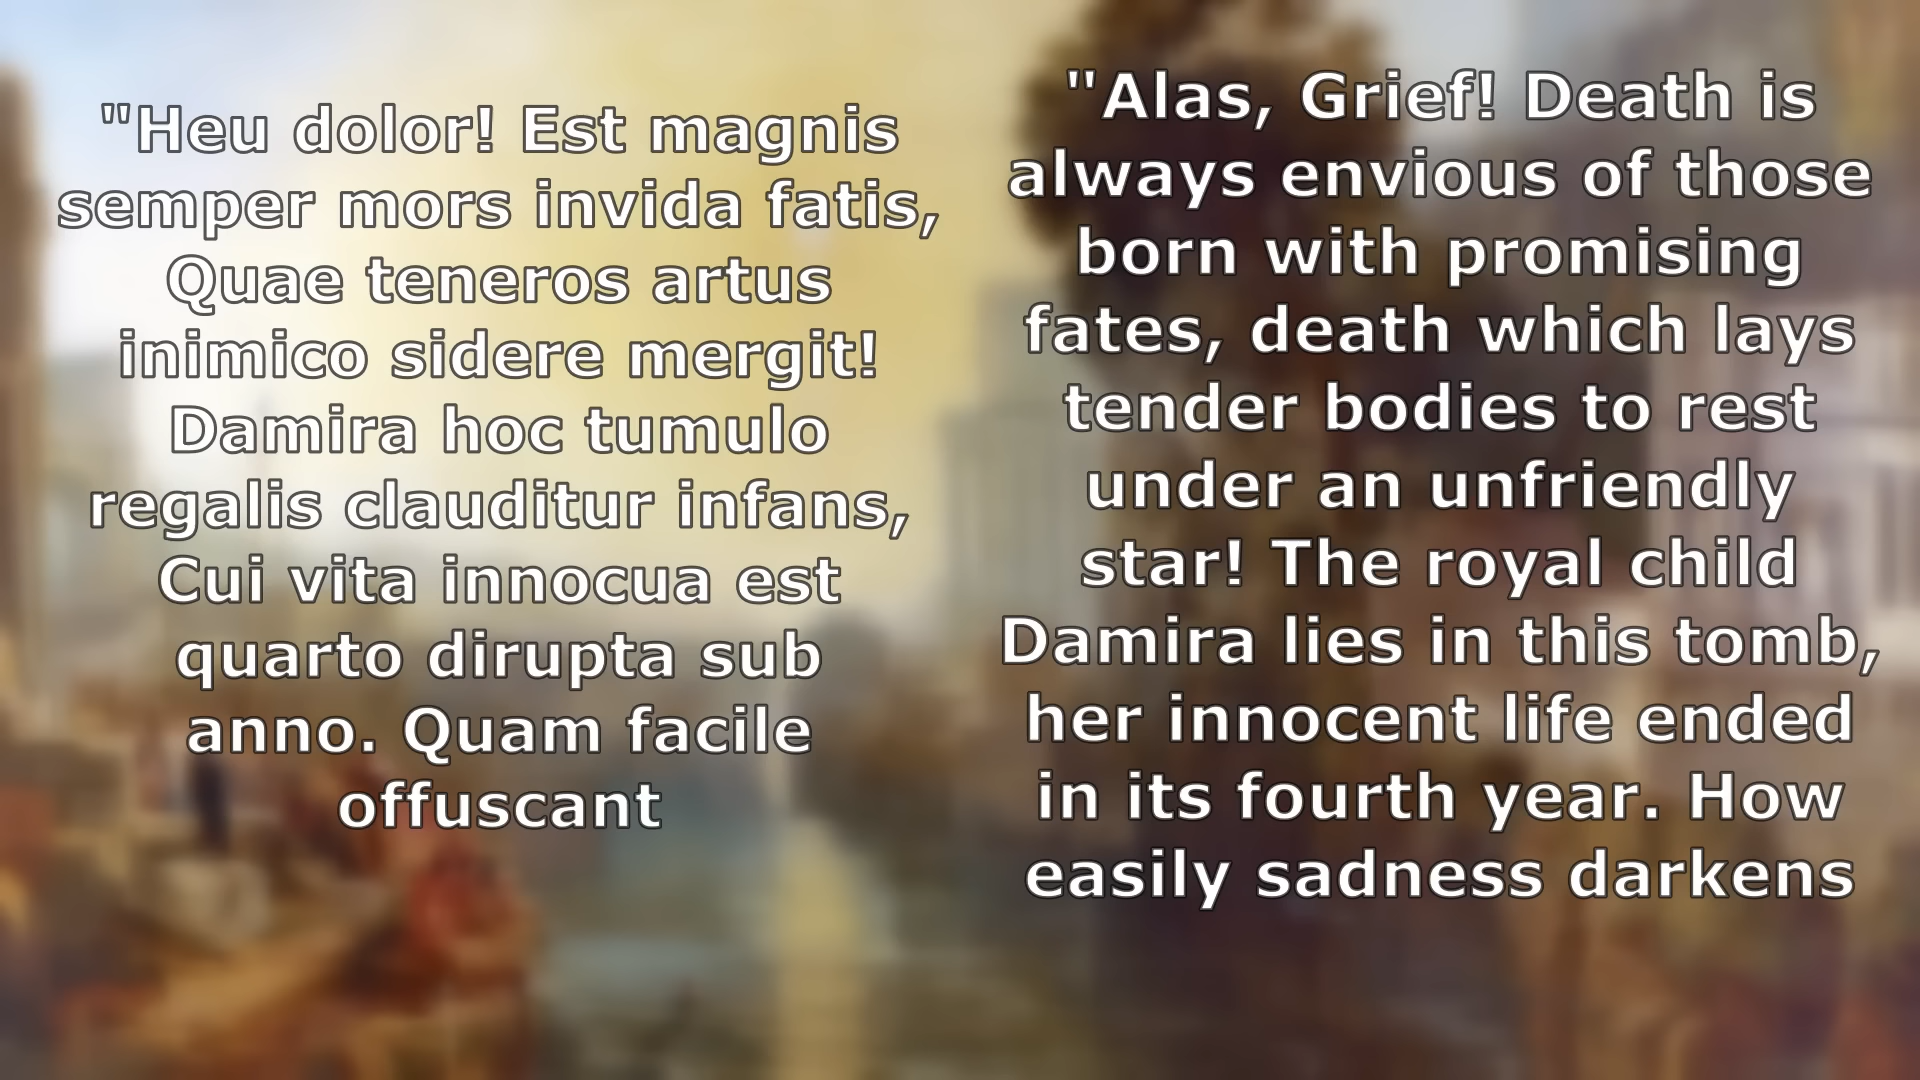 "Heu dolor! Est magnis
semper mors invida fatis,
Quae teneros artus
inimico sidere mergit!
Damira hoc tumulo
regalis clauditur infans,
Cui vita innocua est
quarto dirupta sub
anno. Quam facile
offuscant
"Alas, Grief! Death is
always envious of those
born with promising
fates, death which lays
tender bodies to rest
under an unfriendly
star! The royal child
Damira lies in this tomb,
her innocent life ended
in its fourth year. How
easily sadness darkens